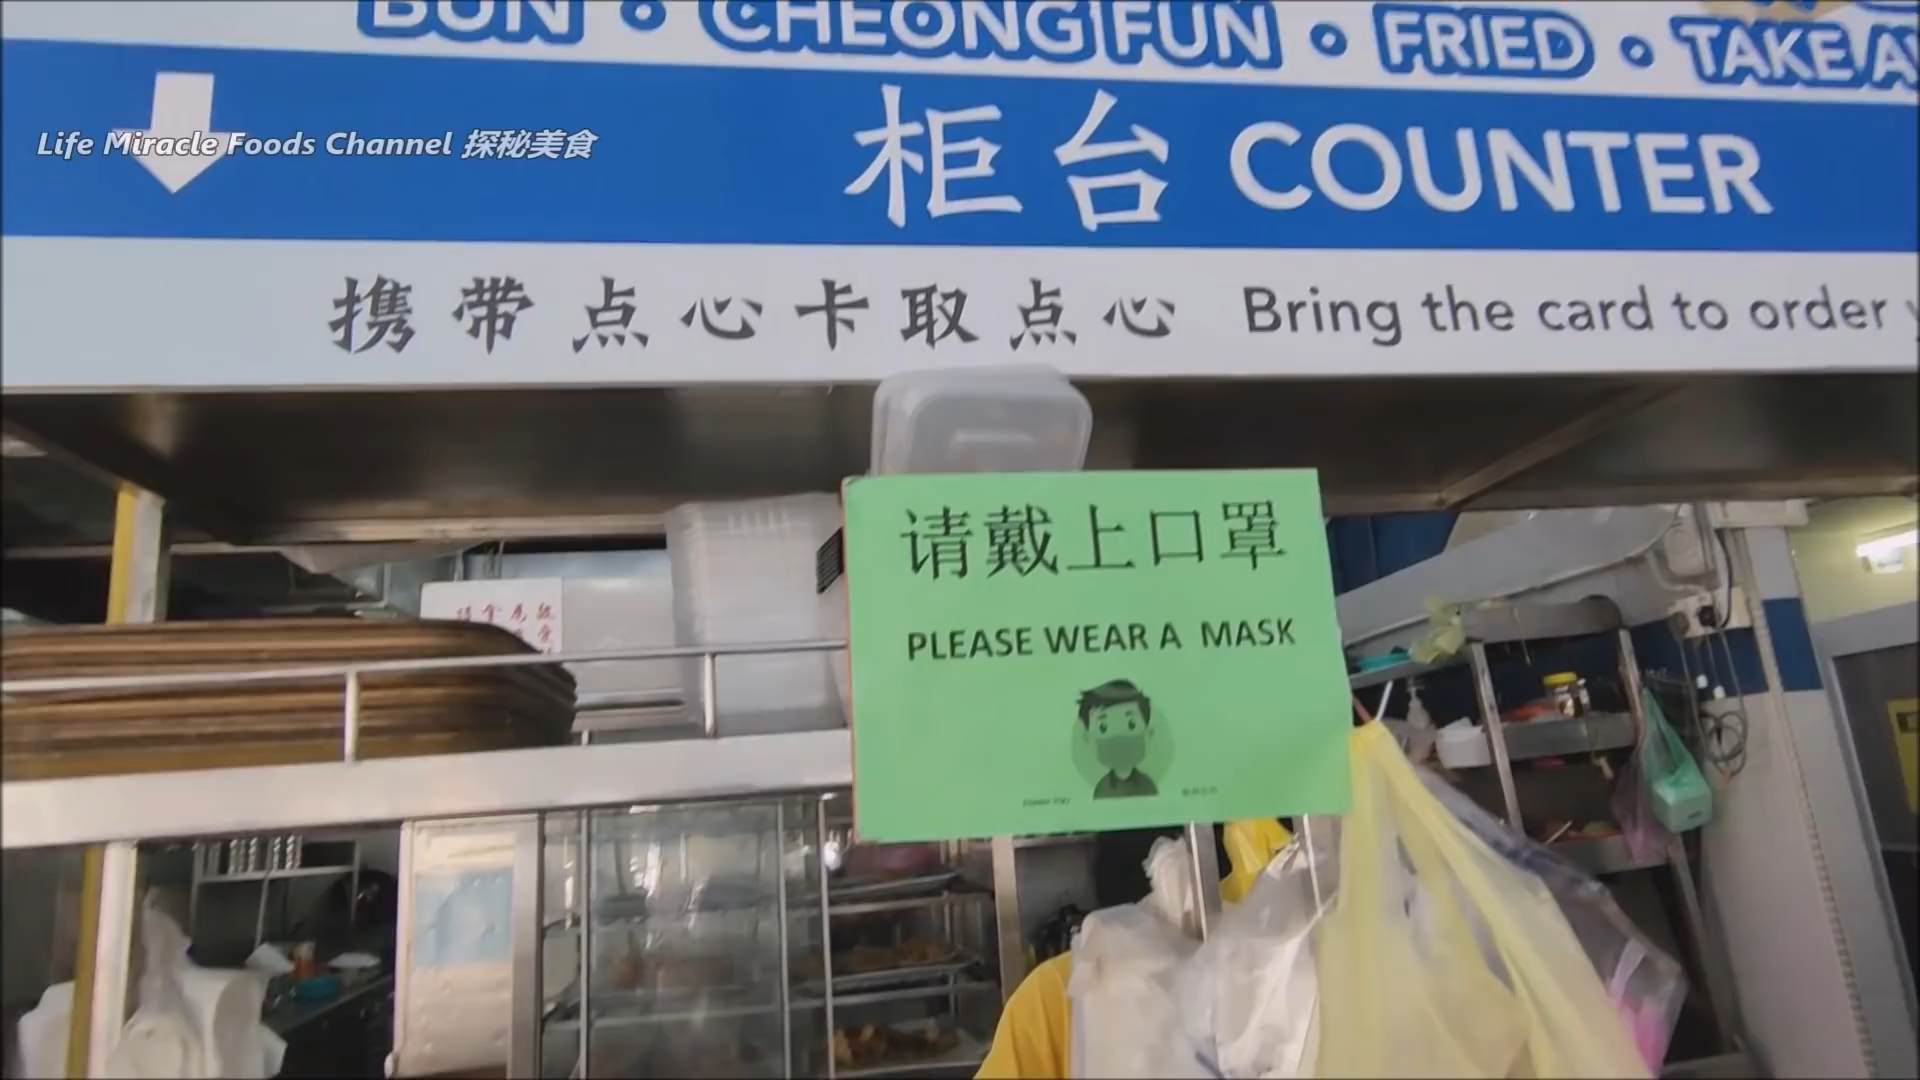 BUN • CHEONG FUN • FRIED • TAKE
Life Miracle Foods Channel 探秘美食
柜台 COUNTER
携带点心卡取点心 Bring the card to order
请戴上口罩
PLEASE WEAR A MASK